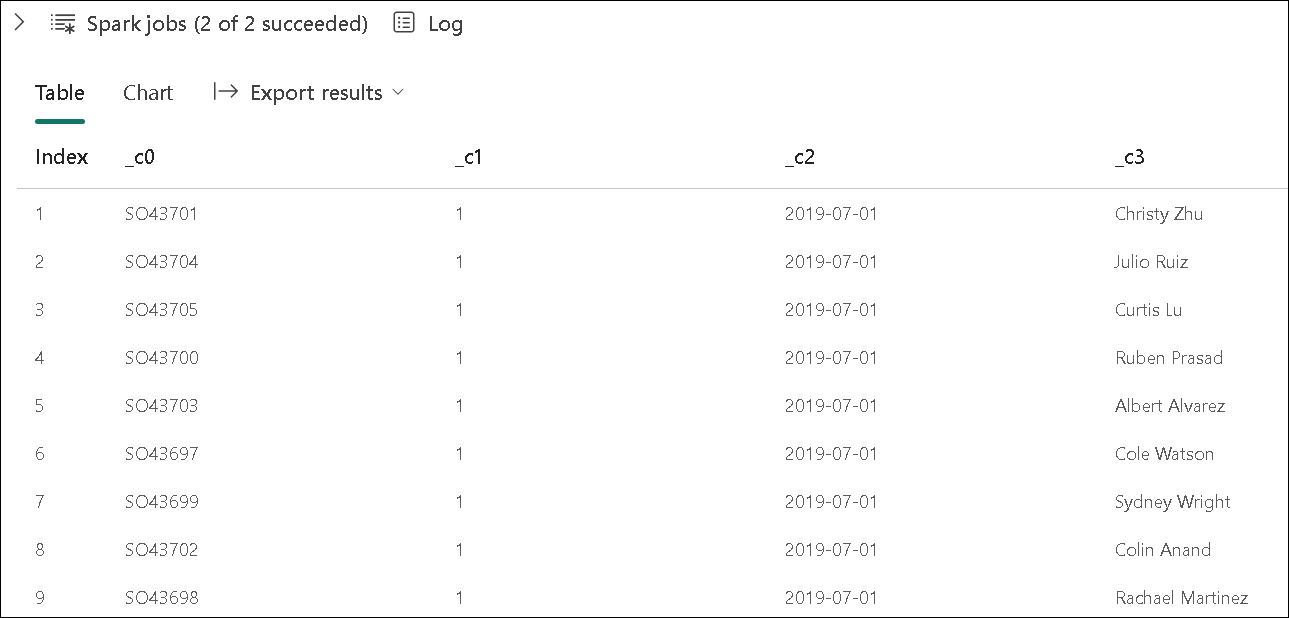 Spark jobs (2 of 2 succeeded) Log
Table Chart Export results
Index _c0 _c1 _c2 _c3
1 SO43701 1 2019-07-01 Christy Zhu
2 SO43704 1 2019-07-01 Julio Ruiz
3 SO43705 1 2019-07-01 Curtis Lu
4 SO43700 1 2019-07-01 Ruben Prasad
5 SO43703 1 2019-07-01 Albert Alvarez
6 SO43697 1 2019-07-01 Cole Watson
7 SO43699 1 2019-07-01 Sydney Wright
8 SO43702 1 2019-07-01 Colin Anand
9 SO43698 1 2019-07-01 Rachael Martinez